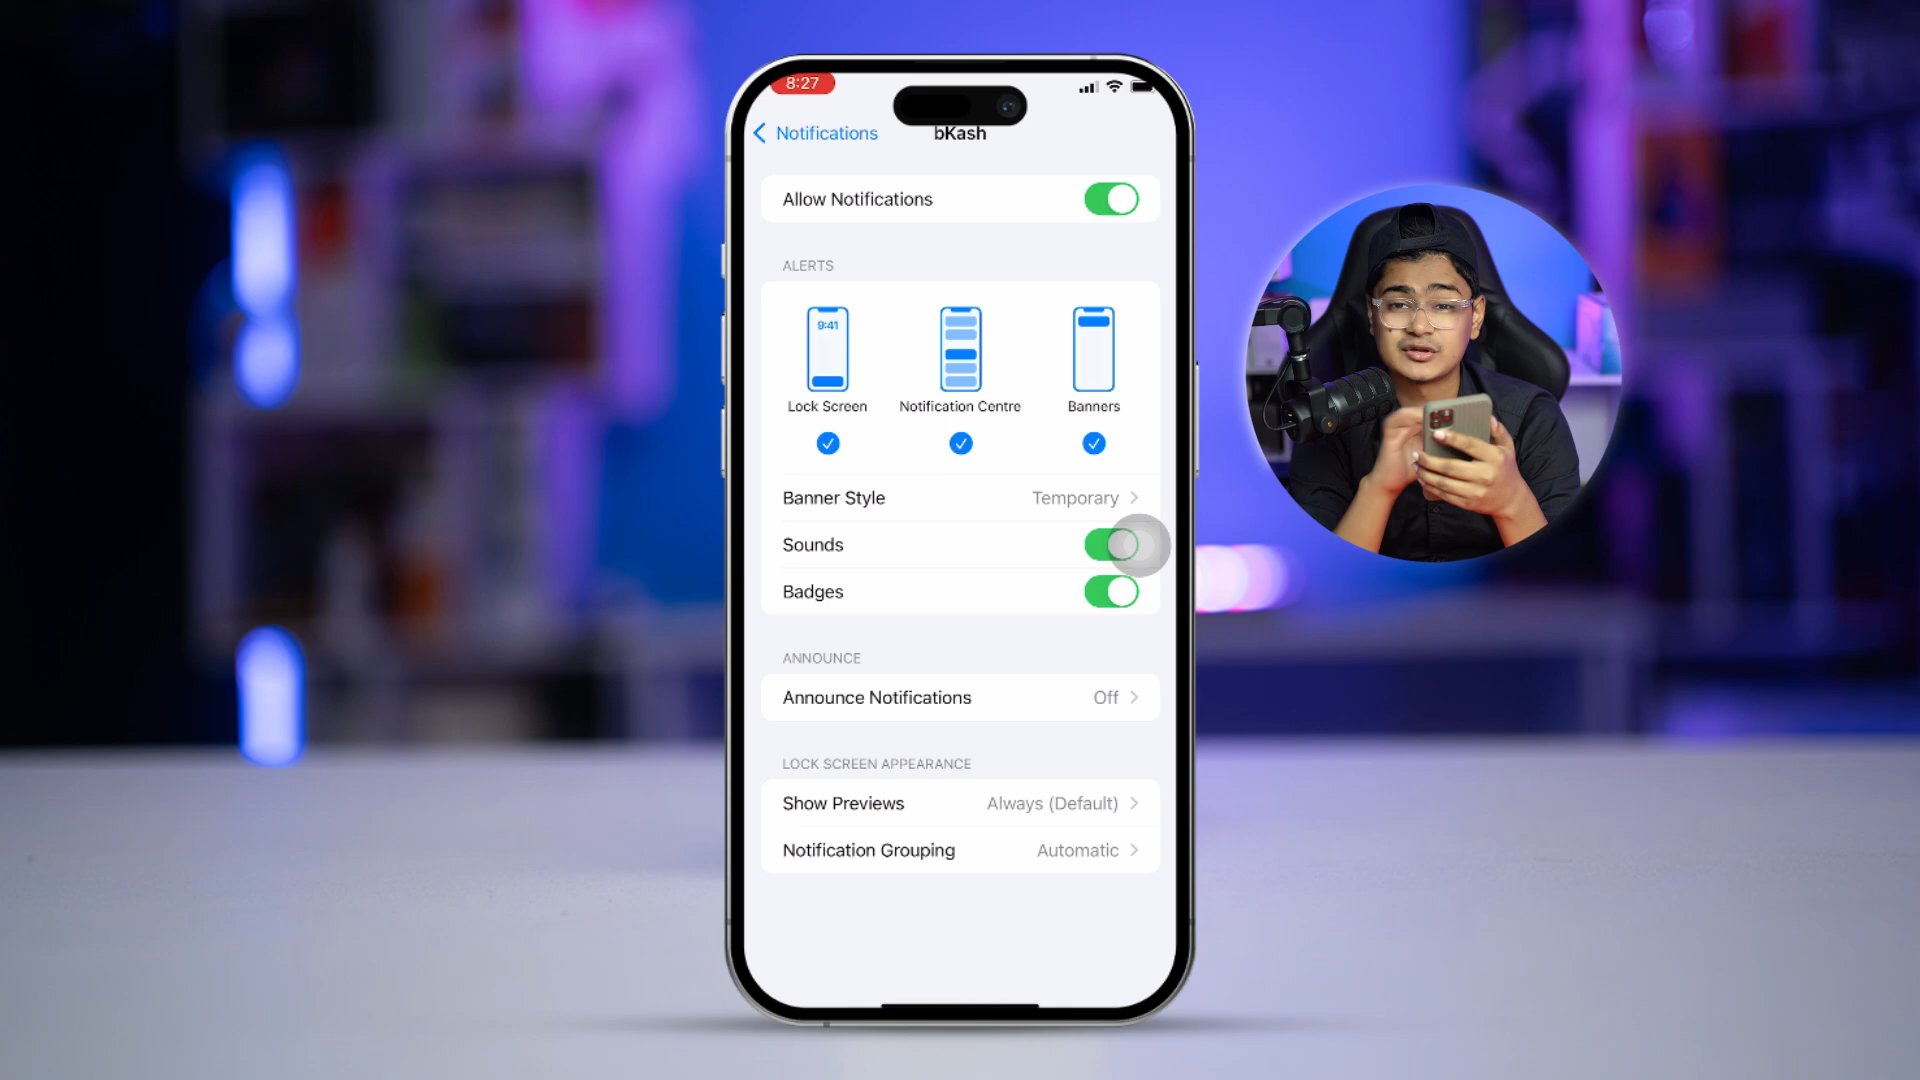 8:27
Notifications
bKash
Allow Notifications
ALERTS
9:41
Lock Screen
Notification Centre
Banners
Banner Style
Temporary
Sounds
Badges
ANNOUNCE
Announce Notifications
Off
LOCK SCREEN APPEARANCE
Show Previews
Always (Default)
Notification Grouping
Automatic